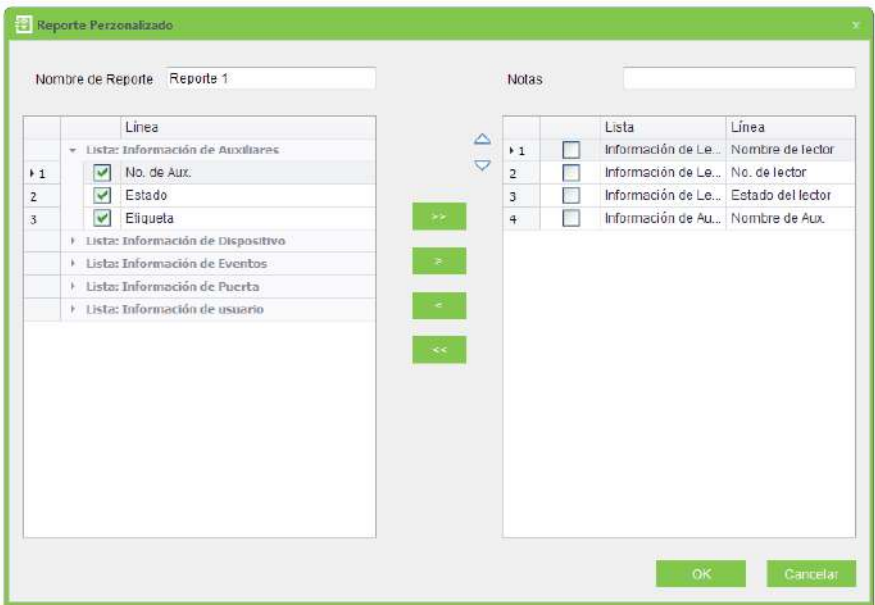 Reporte Perzonalizado x
Nombre de Reporte Reporte 1
Notas
Línea
Lista: Información de Auxiliares
1 No. de Aux.
2 Estado
3 Etiqueta
Lista: Información de Dispositivo
Lista: Información de Eventos
Lista: Información de Puerta
Lista: Información de usuario
>>
>
<
<<
Lista Línea
1 Información de Le... Nombre de lector
2 Información de Le... No. de lector
3 Información de Le... Estado del lector
4 Información de Au... Nombre de Aux.
OK Cancelar